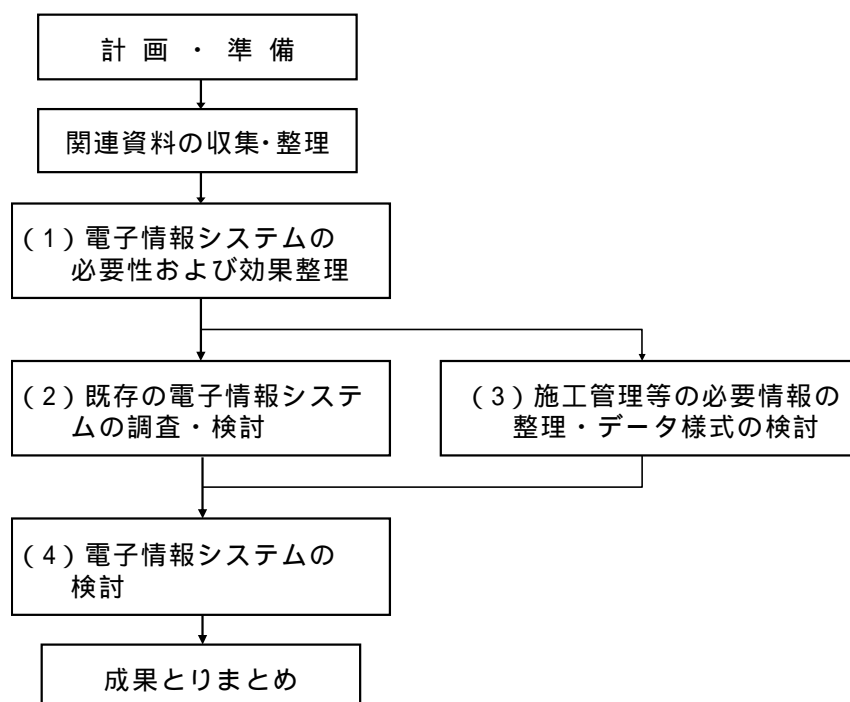 計 画 ・ 準 備
関連資料の収集・整理
(1)電子情報システムの
必要性および効果整理
(2)既存の電子情報システ
ムの調査・検討
(3)施工管理等の必要情報の
整理・データ様式の検討
(4)電子情報システムの
検討
成果とりまとめ